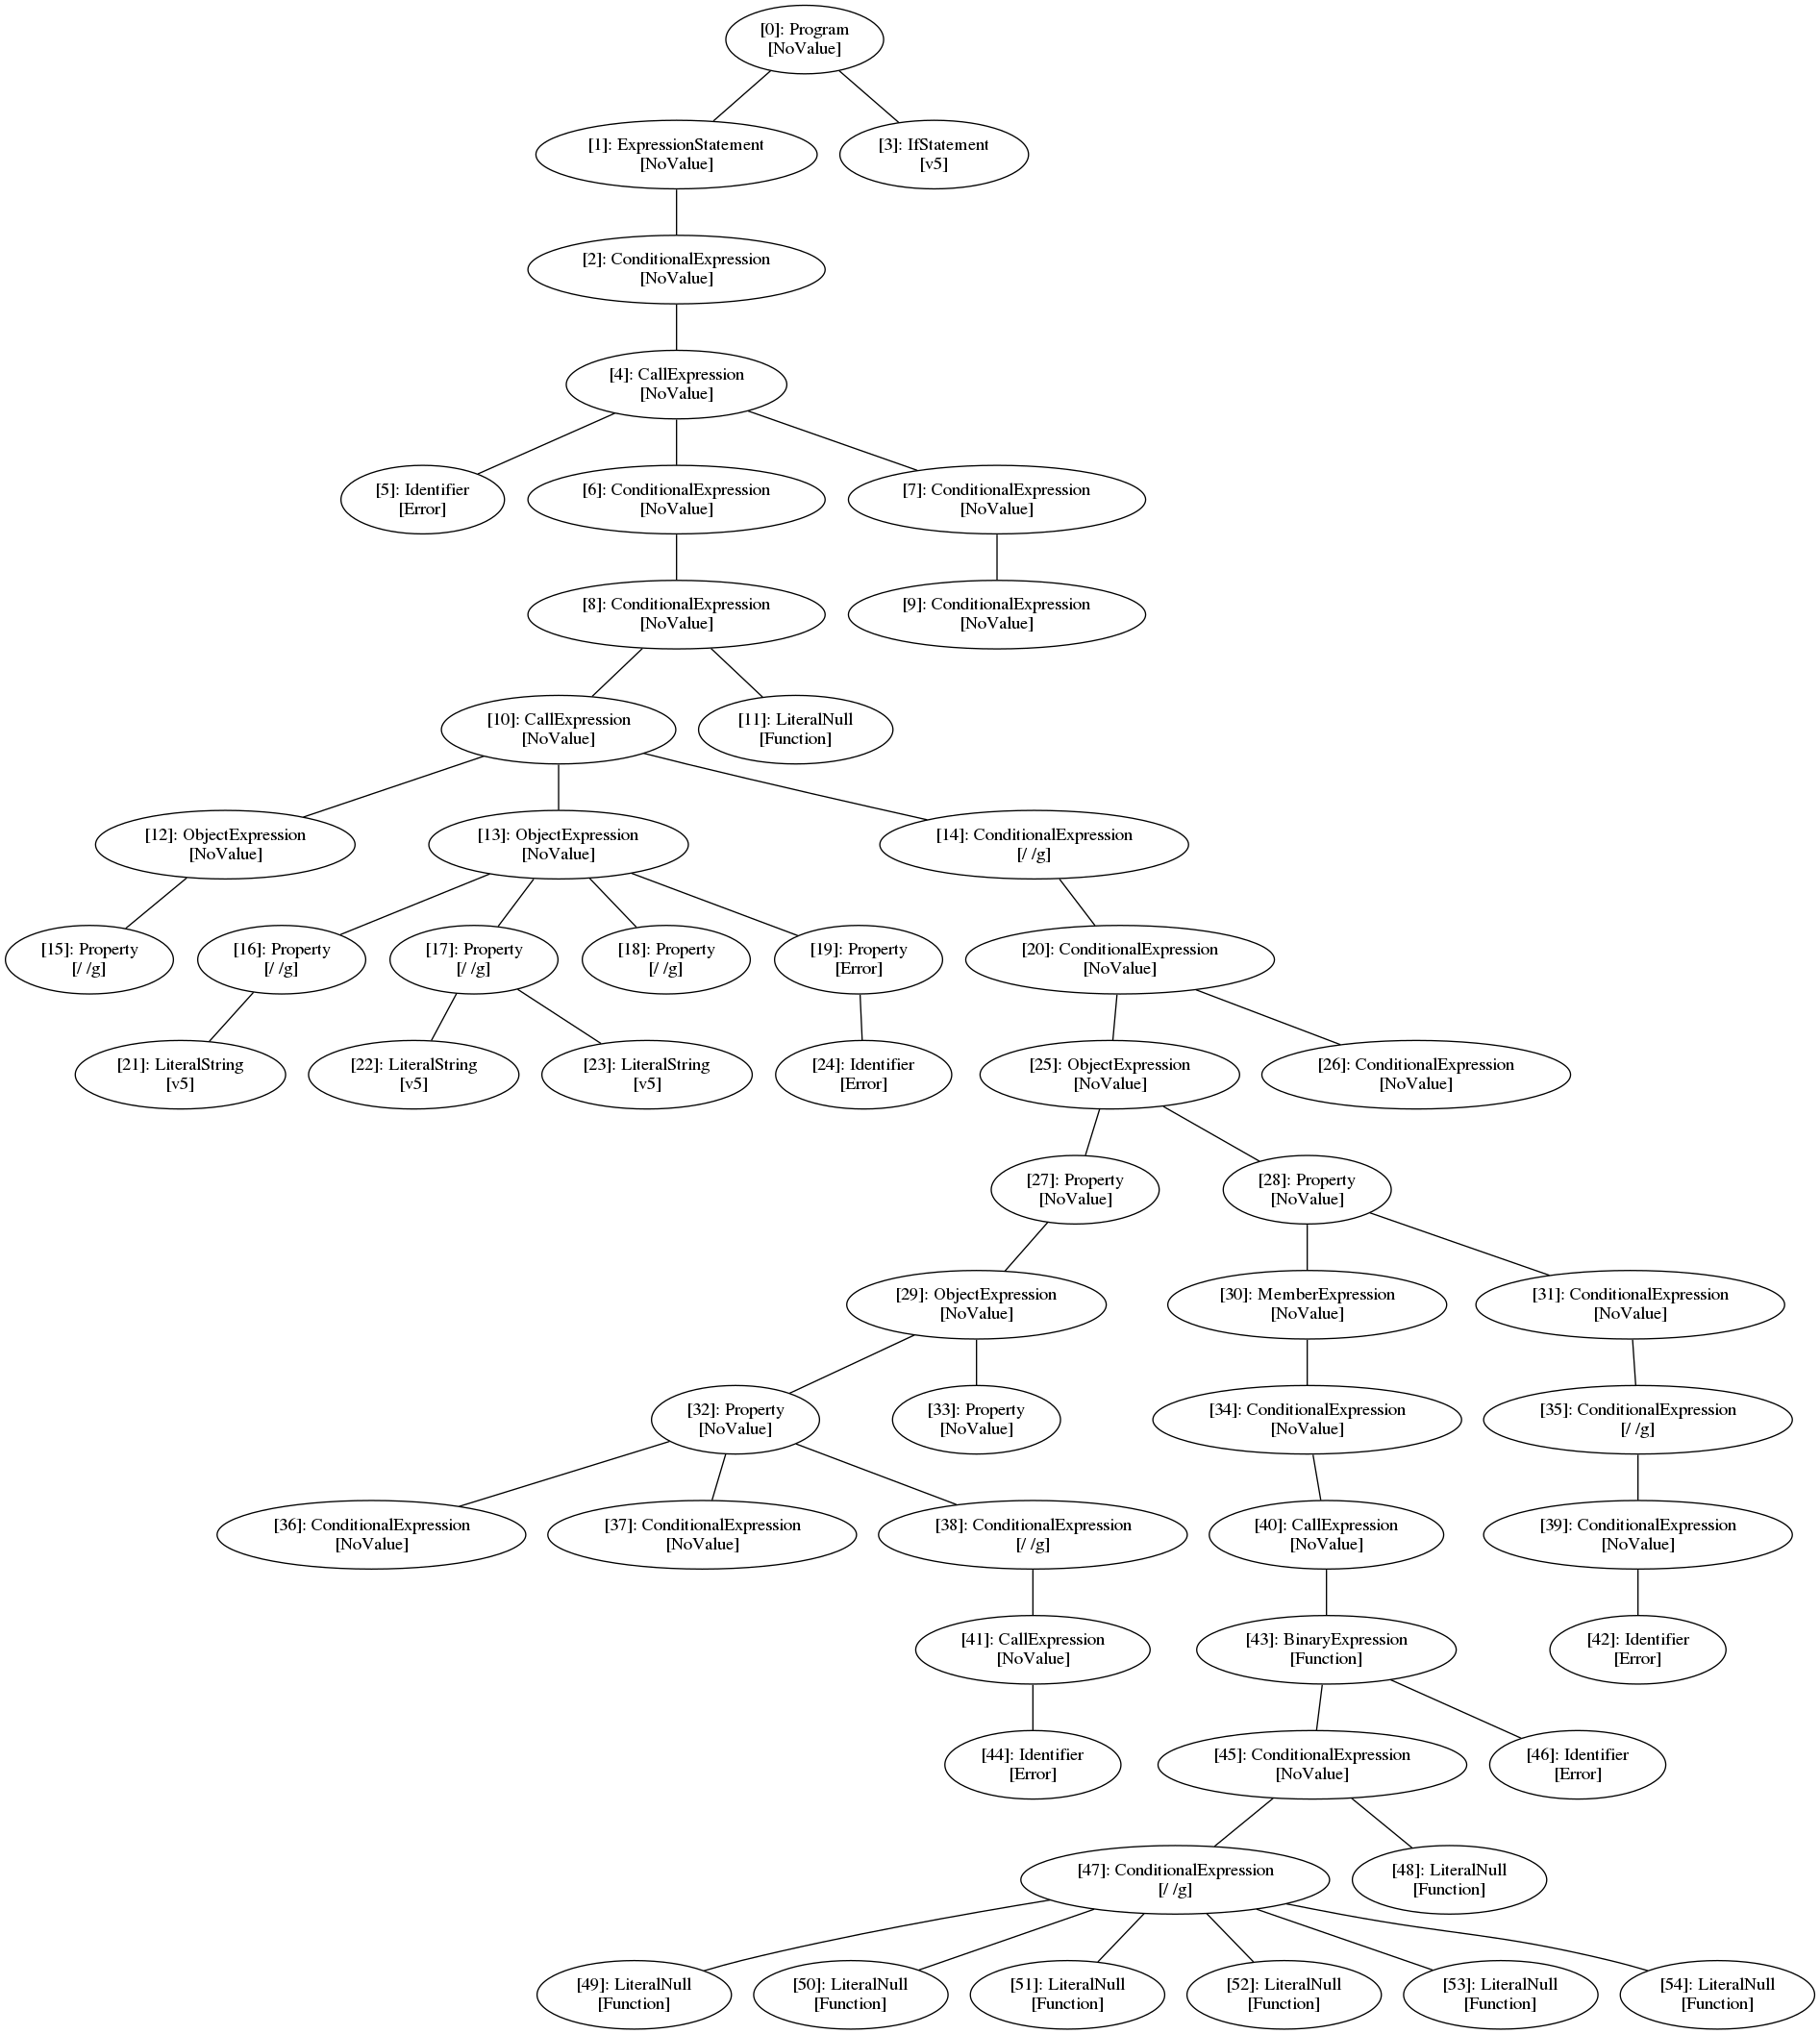 [0]: Program
[NoValue]
[1]: ExpressionStatement
[NoValue]
[3]: IfStatement
[v5]
[2]: ConditionalExpression
[NoValue]
[4]: CallExpression
[NoValue]
[5]: Identifier
[Error]
[6]: ConditionalExpression
[NoValue]
[7]: ConditionalExpression
[NoValue]
[8]: ConditionalExpression
[NoValue]
[9]: ConditionalExpression
[NoValue]
[10]: CallExpression
[NoValue]
[11]: LiteralNull
[Function]
[12]: ObjectExpression
[NoValue]
[13]: ObjectExpression
[NoValue]
[14]: ConditionalExpression
[/ /g]
[15]: Property
[/ /g]
[16]: Property
[/ /g]
[17]: Property
[/ /g]
[18]: Property
[/ /g]
[19]: Property
[Error]
[20]: ConditionalExpression
[NoValue]
[21]: LiteralString
[v5]
[22]: LiteralString
[v5]
[23]: LiteralString
[v5]
[24]: Identifier
[Error]
[25]: ObjectExpression
[NoValue]
[26]: ConditionalExpression
[NoValue]
[27]: Property
[NoValue]
[28]: Property
[NoValue]
[29]: ObjectExpression
[NoValue]
[30]: MemberExpression
[NoValue]
[31]: ConditionalExpression
[NoValue]
[32]: Property
[NoValue]
[33]: Property
[NoValue]
[34]: ConditionalExpression
[NoValue]
[35]: ConditionalExpression
[/ /g]
[36]: ConditionalExpression
[NoValue]
[37]: ConditionalExpression
[NoValue]
[38]: ConditionalExpression
[/ /g]
[40]: CallExpression
[NoValue]
[39]: ConditionalExpression
[NoValue]
[41]: CallExpression
[NoValue]
[43]: BinaryExpression
[Function]
[42]: Identifier
[Error]
[44]: Identifier
[Error]
[45]: ConditionalExpression
[NoValue]
[46]: Identifier
[Error]
[47]: ConditionalExpression
[/ /g]
[48]: LiteralNull
[Function]
[49]: LiteralNull
[Function]
[50]: LiteralNull
[Function]
[51]: LiteralNull
[Function]
[52]: LiteralNull
[Function]
[53]: LiteralNull
[Function]
[54]: LiteralNull
[Function]